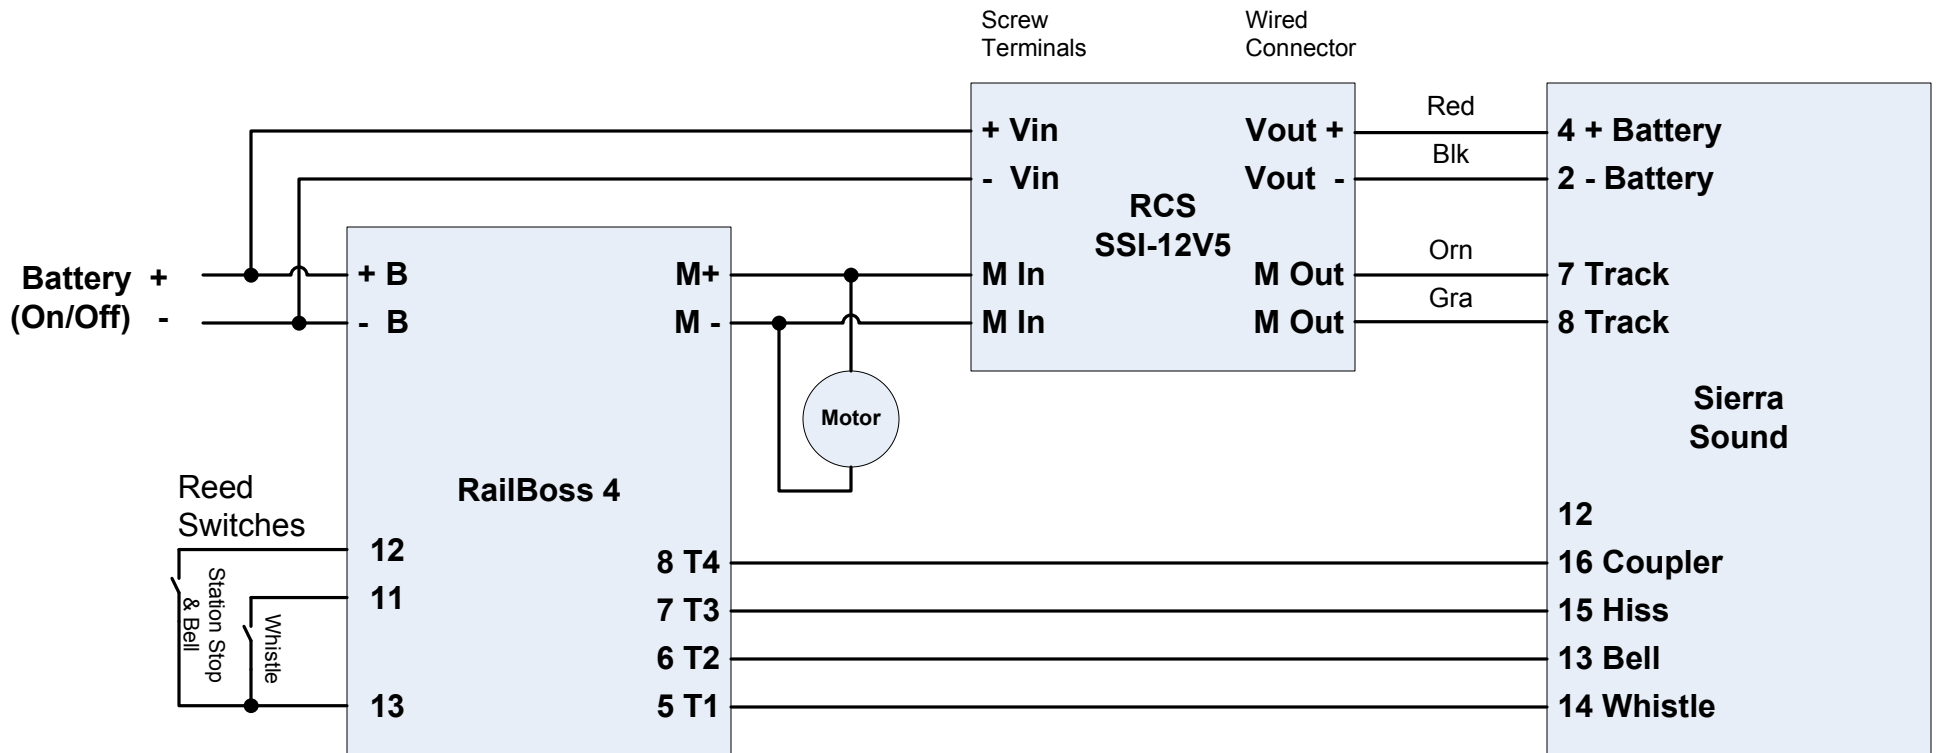 Screw
Terminals
Wired
Connector
+ Vin
- Vin
M In
M In
RCS
SSI-12V5
Vout +
Vout -
M Out
M Out
Red
Blk
Orn
Gra
4 + Battery
2 - Battery
7 Track
8 Track
Sierra
Sound
12
16 Coupler
15 Hiss
13 Bell
14 Whistle
Battery +
(On/Off) -
+ B
- B
M+
M -
Motor
RailBoss 4
Reed
Switches
Station Stop
& Bell
Whistle
12
11
13
8 T4
7 T3
6 T2
5 T1